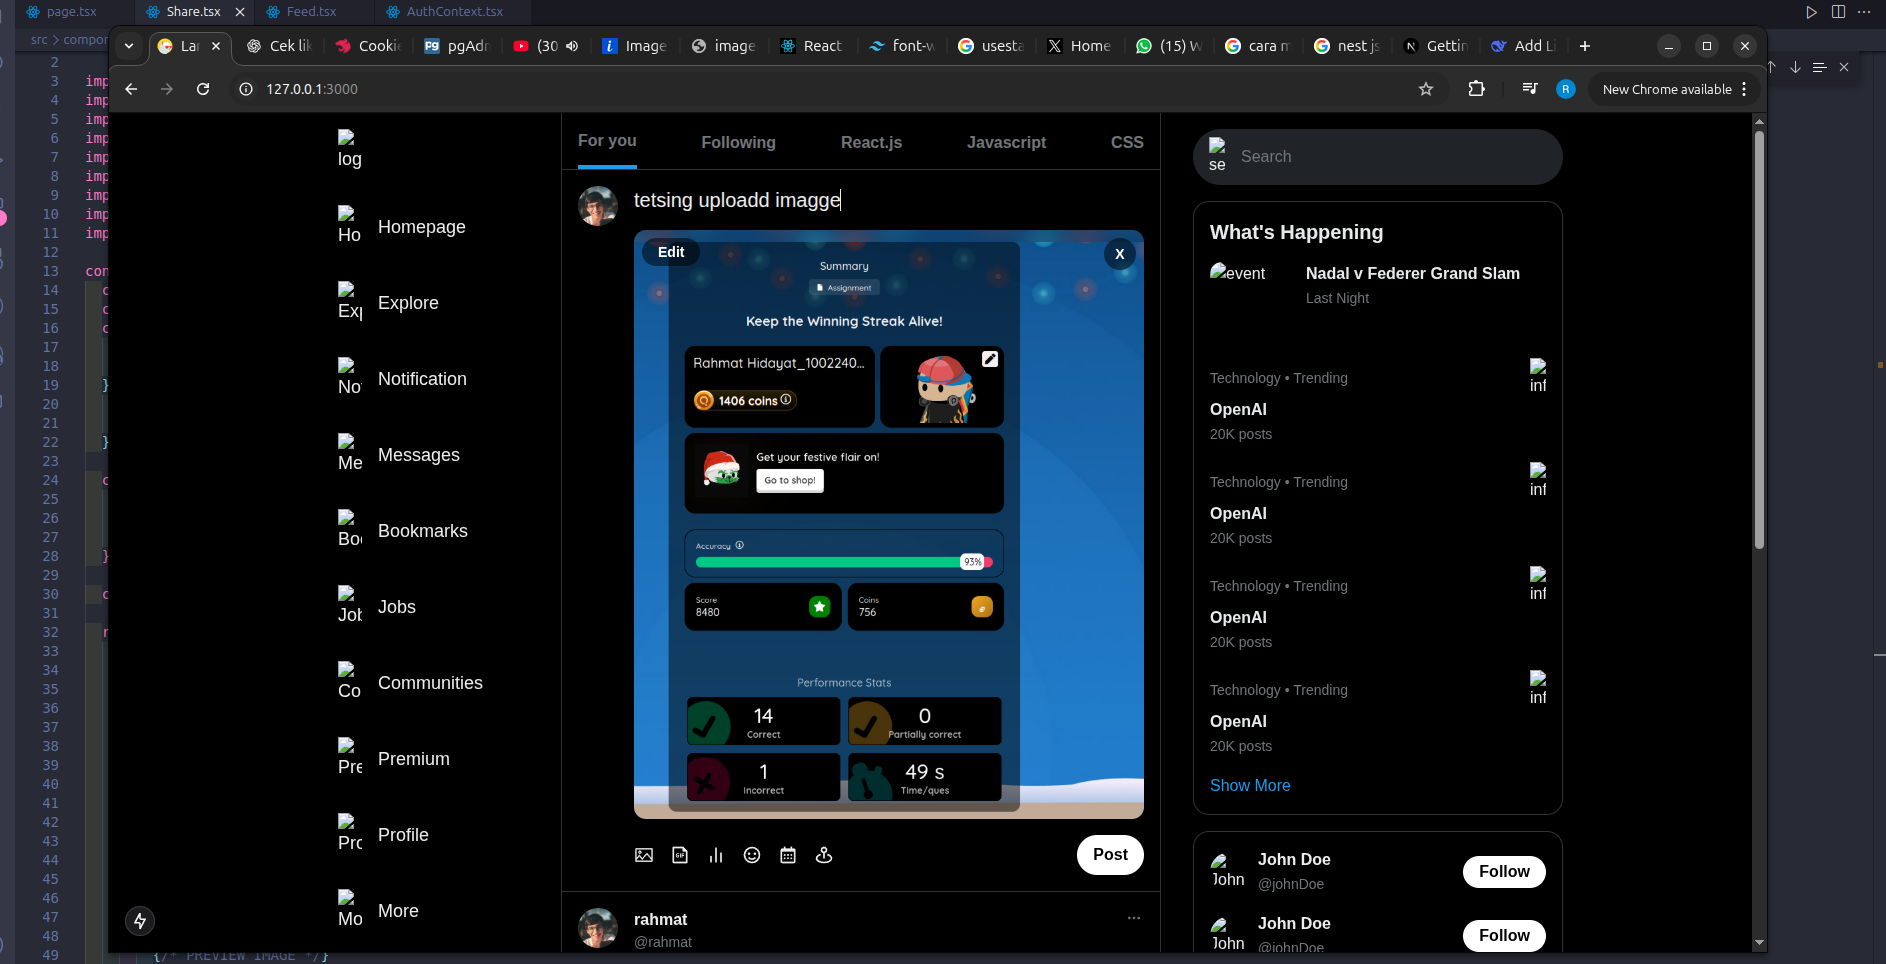 page.tsx
Share.tsx
Feed.tsx
AuthContext.tsx
src > compor
Lar
Cek lik
Cookie
pgAdm
(30
Image
image
React
font-w
usesta
Home
(15) W
cara m
nest js
Gettin
Add Li
127.0.0.1:3000
R
New Chrome available
2
3 imp
4 imp
5 imp
6 imp
7 imp
8 imp
9 imp
10 imp
11 imp
12
13 con
14 c
15 c
16 c
17
18
19 }
20
21
22 }
23
24 c
25
26
27
28 }
29
30 c
31
32 r
33
34
35
36
37
38
39
40
41
42
43
44
45
46
47
48
49 {/* PREVIEW IMAGE */}
log
Ho Homepage
Exp Explore
Not Notification
Me Messages
Boo Bookmarks
Job Jobs
Co Communities
Pre Premium
Pro Profile
Mo More
For you
Following
React.js
Javascript
CSS
tetsing uploadd imagge
Edit
X
Summary
Assignment
Keep the Winning Streak Alive!
Rahmat Hidayat_1002240...
1406 coins
Get your festive flair on!
Go to shop!
Accuracy
93%
Score
8480
Coins
756
Performance Stats
14
Correct
0
Partially correct
1
Incorrect
49 s
Time/ques
GIF
Post
rahmat
@rahmat
se Search
What's Happening
event
Nadal v Federer Grand Slam
Last Night
Technology • Trending
inf
OpenAI
20K posts
Technology • Trending
inf
OpenAI
20K posts
Technology • Trending
inf
OpenAI
20K posts
Technology • Trending
inf
OpenAI
20K posts
Show More
John
John Doe
@johnDoe
Follow
John
John Doe
@johnDoe
Follow